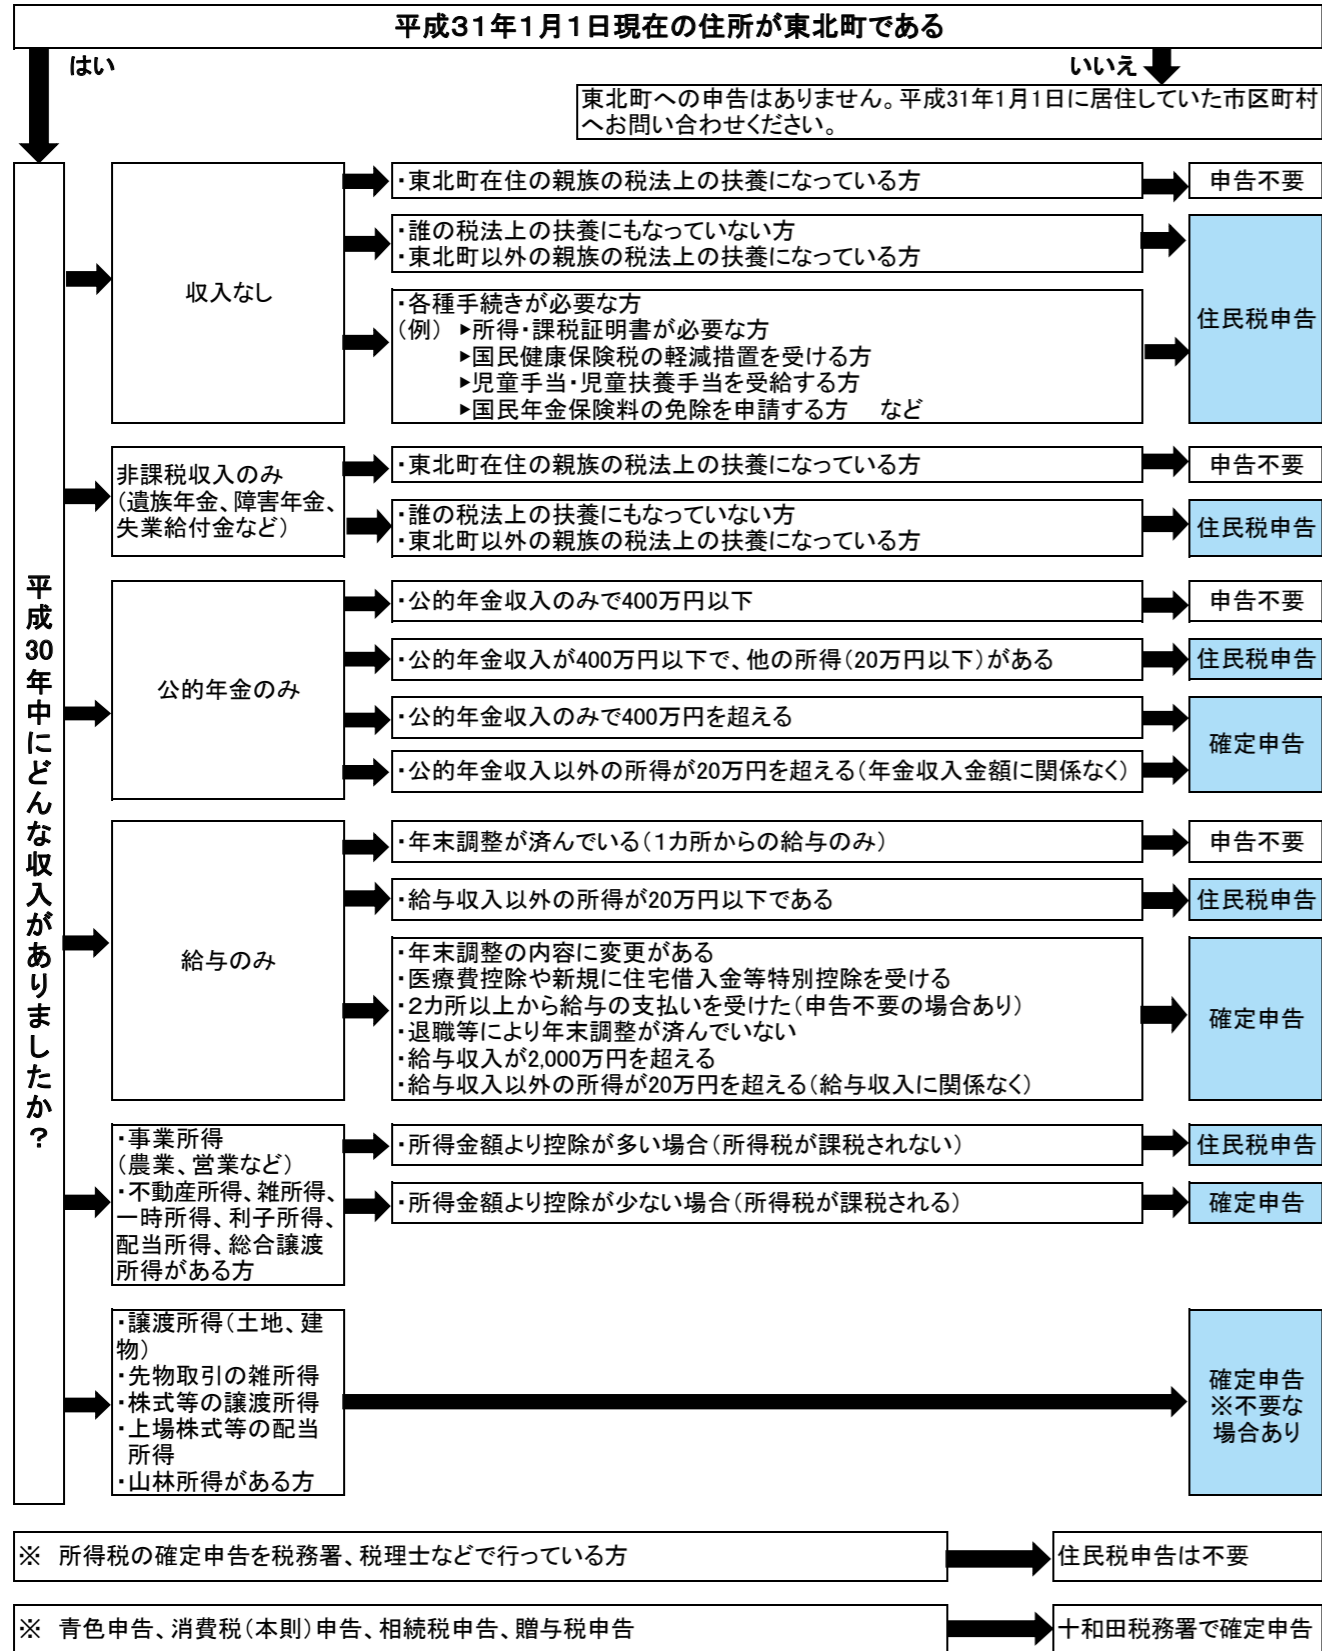 平成31年1月1日現在の住所が東北町である
はい
いいえ
東北町への申告はありません。平成31年1月1日に居住していた市区町村
へお問い合わせください。
平成30年中にどんな収入がありましたか？
収入なし
・東北町在住の親族の税法上の扶養になっている方
申告不要
・誰の税法上の扶養にもなっていない方
・東北町以外の親族の税法上の扶養になっている方
・各種手続きが必要な方
（例） ▶所得・課税証明書が必要な方
▶国民健康保険税の軽減措置を受ける方
▶児童手当・児童扶養手当を受給する方
▶国民年金保険料の免除を申請する方　など
住民税申告
非課税収入のみ
（遺族年金、障害年金、
失業給付金など）
・東北町在住の親族の税法上の扶養になっている方
申告不要
・誰の税法上の扶養にもなっていない方
・東北町以外の親族の税法上の扶養になっている方
住民税申告
公的年金のみ
・公的年金収入のみで400万円以下
申告不要
・公的年金収入が400万円以下で、他の所得（20万円以下）がある
住民税申告
・公的年金収入のみで400万円を超える
・公的年金収入以外の所得が20万円を超える（年金収入金額に関係なく）
確定申告
給与のみ
・年末調整が済んでいる（1カ所からの給与のみ）
申告不要
・給与収入以外の所得が20万円以下である
住民税申告
・年末調整の内容に変更がある
・医療費控除や新規に住宅借入金等特別控除を受ける
・2カ所以上から給与の支払いを受けた（申告不要の場合あり）
・退職等により年末調整が済んでいない
・給与収入が2,000万円を超える
・給与収入以外の所得が20万円を超える（給与収入に関係なく）
確定申告
・事業所得
（農業、営業など）
・不動産所得、雑所得、
一時所得、利子所得、
配当所得、総合譲渡
所得がある方
・所得金額より控除が多い場合（所得税が課税されない）
住民税申告
・所得金額より控除が少ない場合（所得税が課税される）
確定申告
・譲渡所得（土地、建
物）
・先物取引の雑所得
・株式等の譲渡所得
・上場株式等の配当
所得
・山林所得がある方
確定申告
※不要な
場合あり
※　所得税の確定申告を税務署、税理士などで行っている方
住民税申告は不要
※　青色申告、消費税（本則）申告、相続税申告、贈与税申告
十和田税務署で確定申告